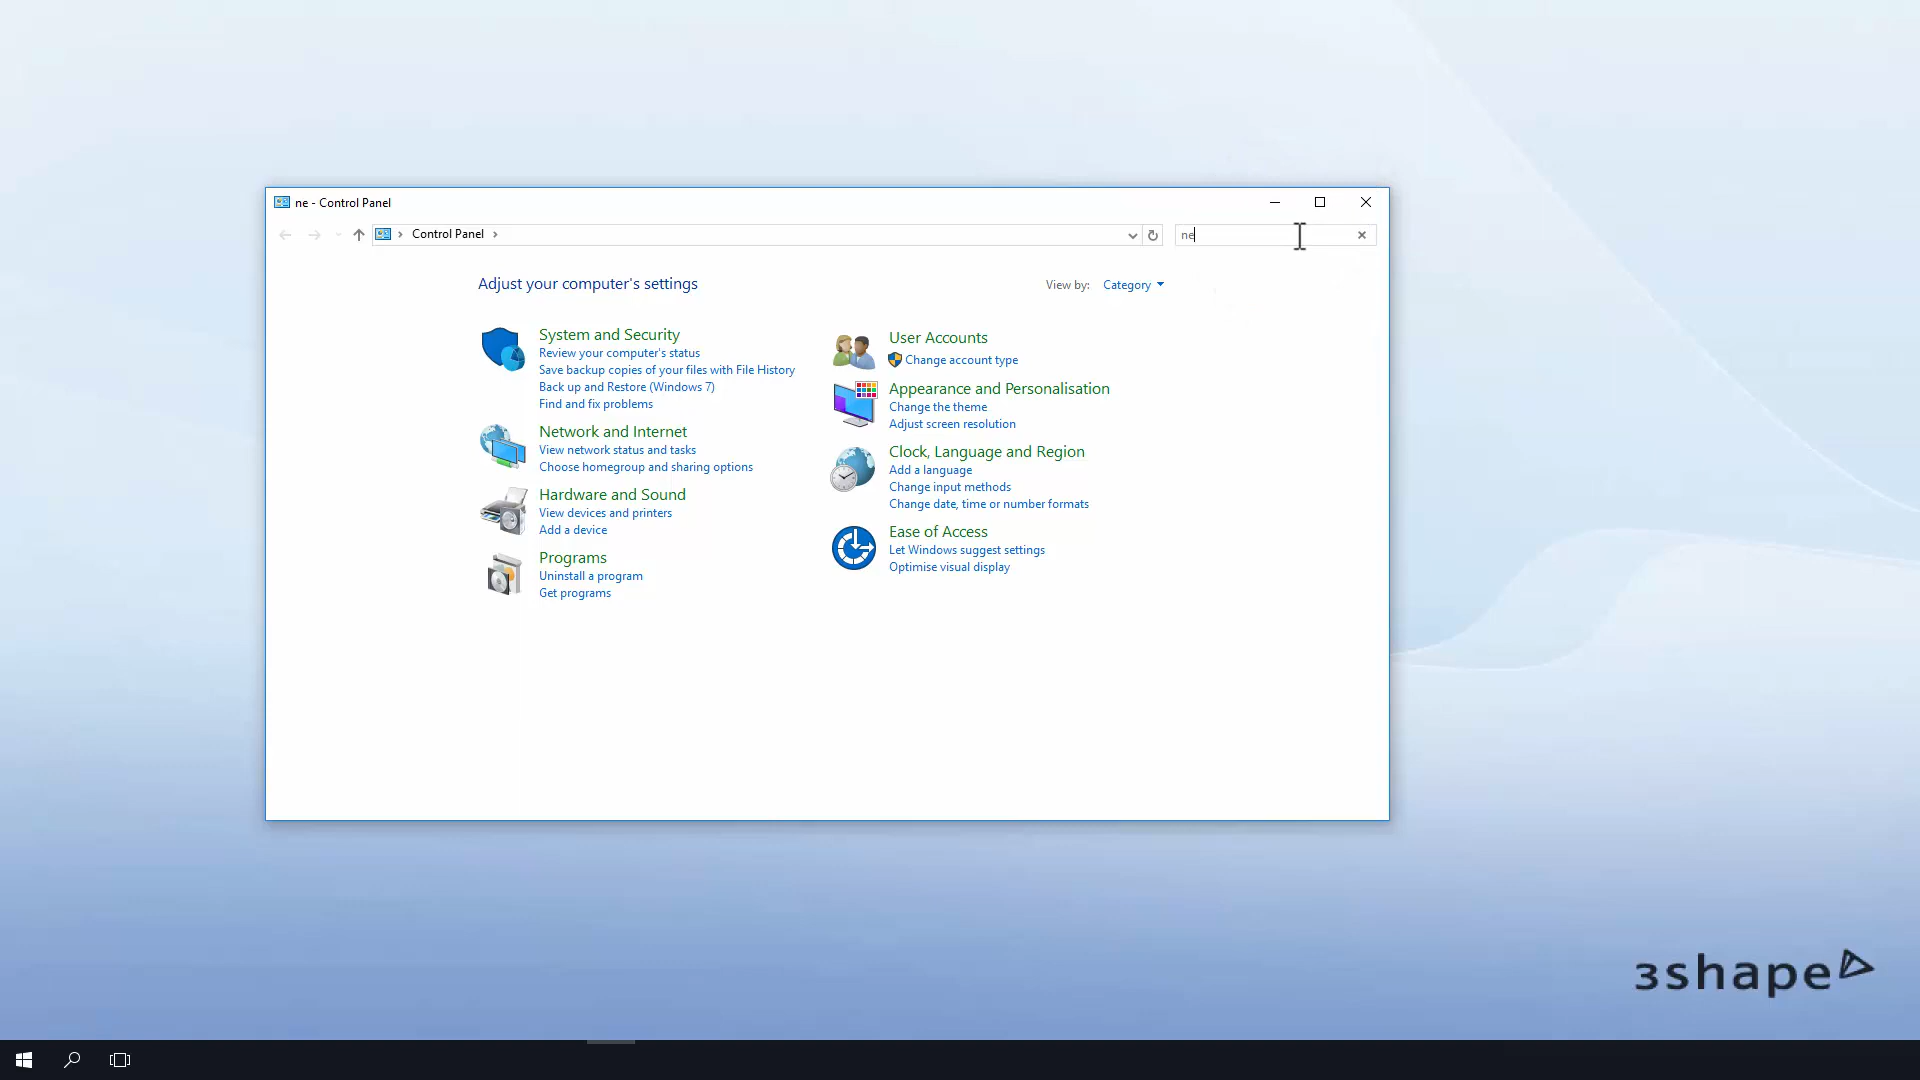 ne - Control Panel
Control Panel
ne
Adjust your computer's settings
View by: Category
System and Security
Review your computer's status
Save backup copies of your files with File History
Back up and Restore (Windows 7)
Find and fix problems
Network and Internet
View network status and tasks
Choose homegroup and sharing options
Hardware and Sound
View devices and printers
Add a device
Programs
Uninstall a program
Get programs
User Accounts
Change account type
Appearance and Personalisation
Change the theme
Adjust screen resolution
Clock, Language and Region
Add a language
Change input methods
Change date, time or number formats
Ease of Access
Let Windows suggest settings
Optimise visual display
3shape